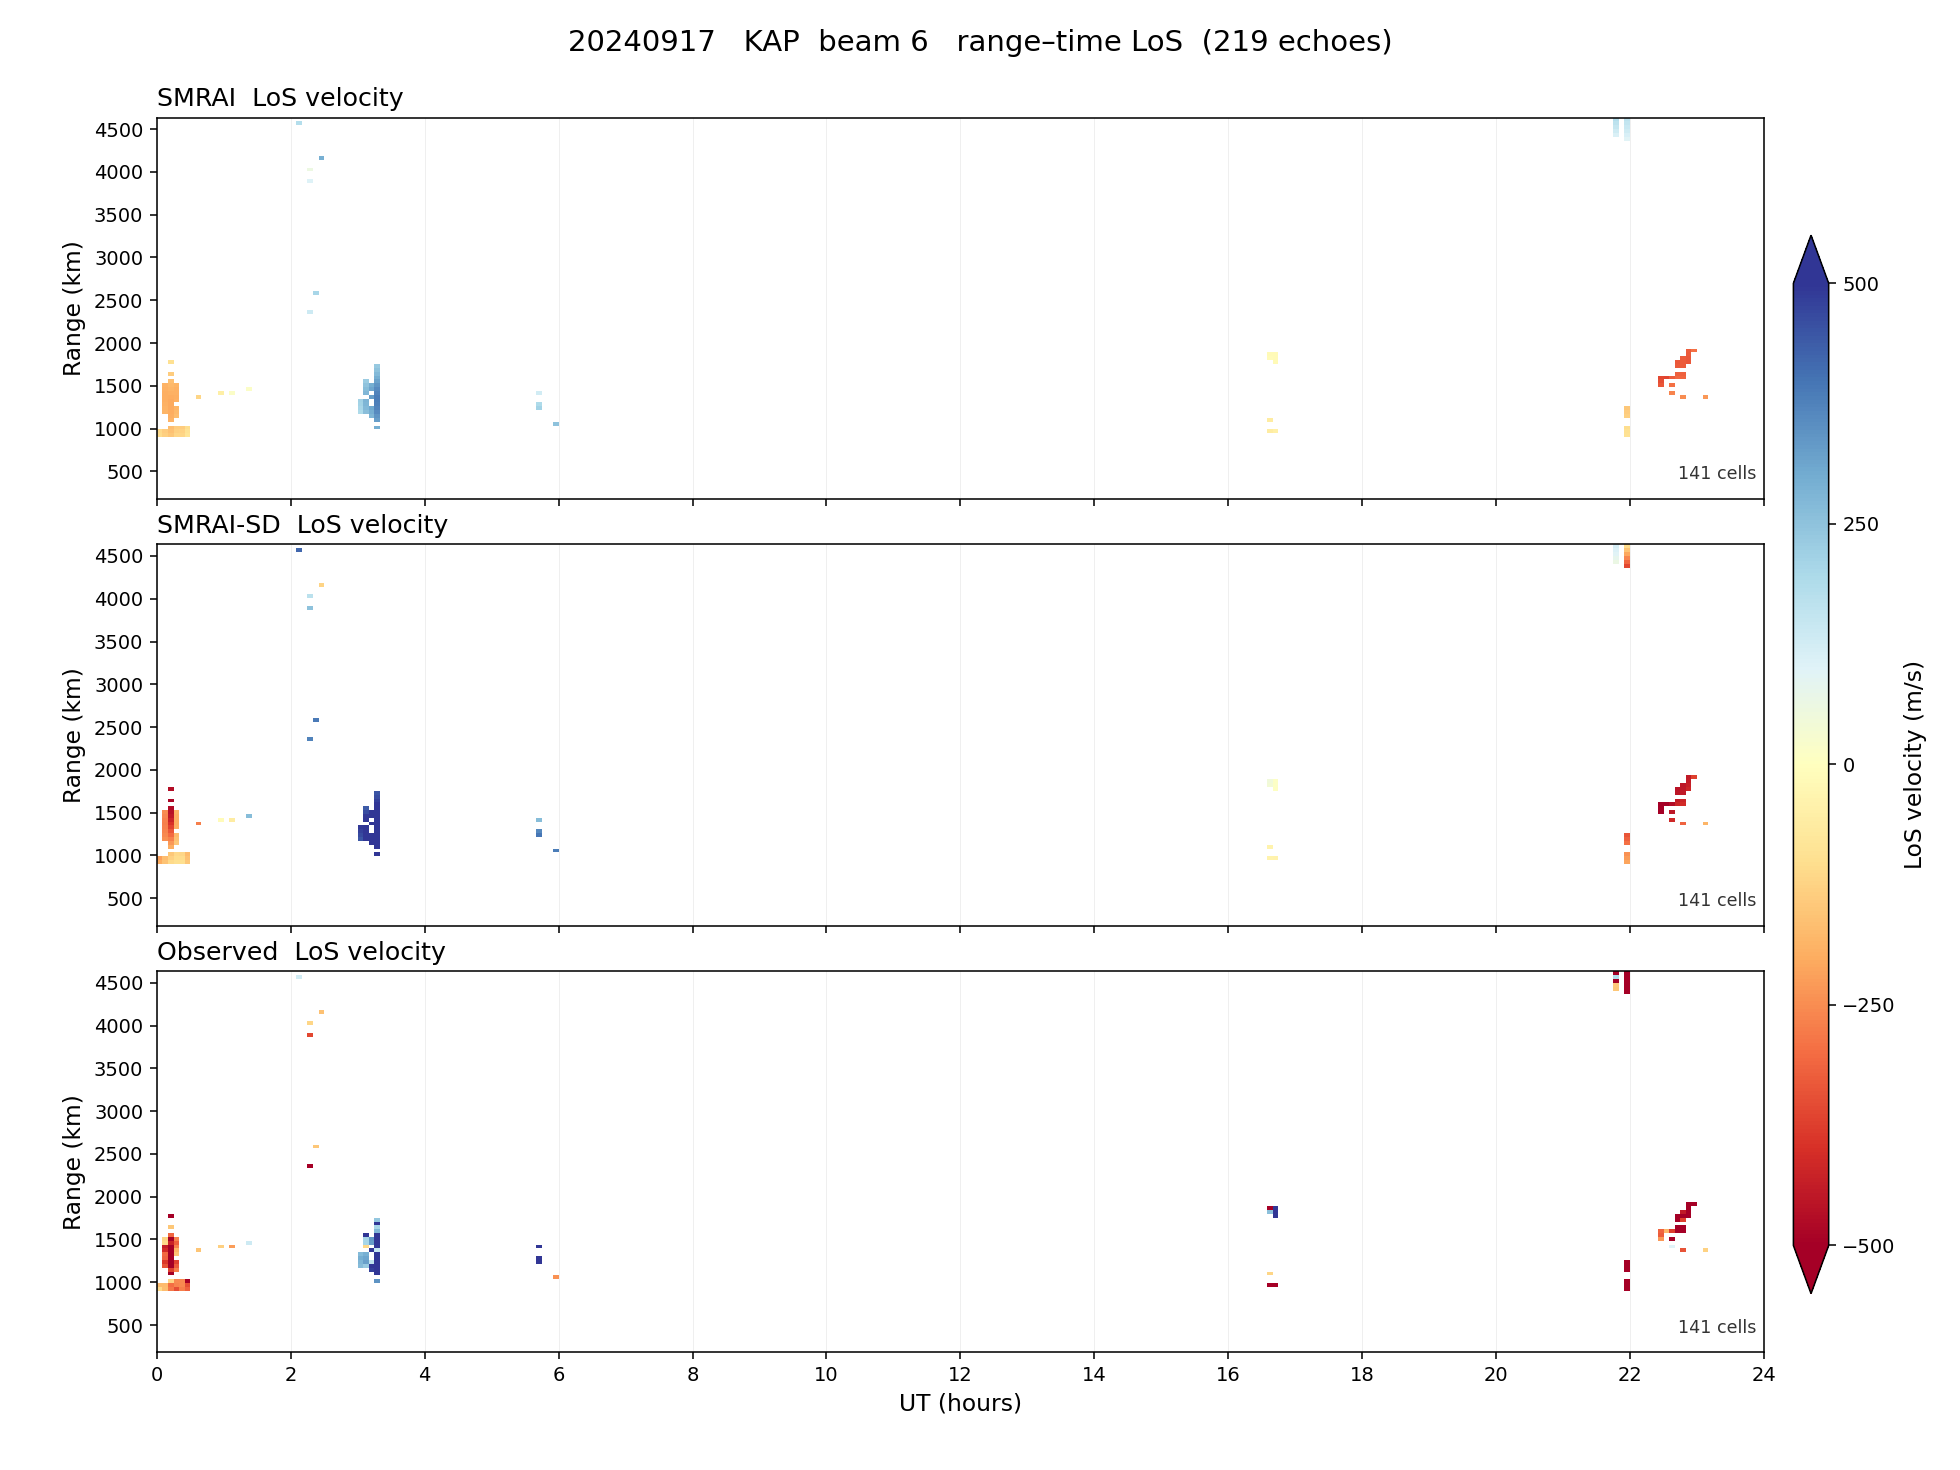 20240917   KAP  beam 6   range–time LoS  (219 echoes)
SMRAI  LoS velocity
4500
4000
3500
3000
2500
2000
1500
1000
500
Range (km)
141 cells
SMRAI-SD  LoS velocity
4500
4000
3500
3000
2500
2000
1500
1000
500
Range (km)
141 cells
Observed  LoS velocity
4500
4000
3500
3000
2500
2000
1500
1000
500
Range (km)
141 cells
0 2 4 6 8 10 12 14 16 18 20 22 24
UT (hours)
500
250
0
−250
−500
LoS velocity (m/s)